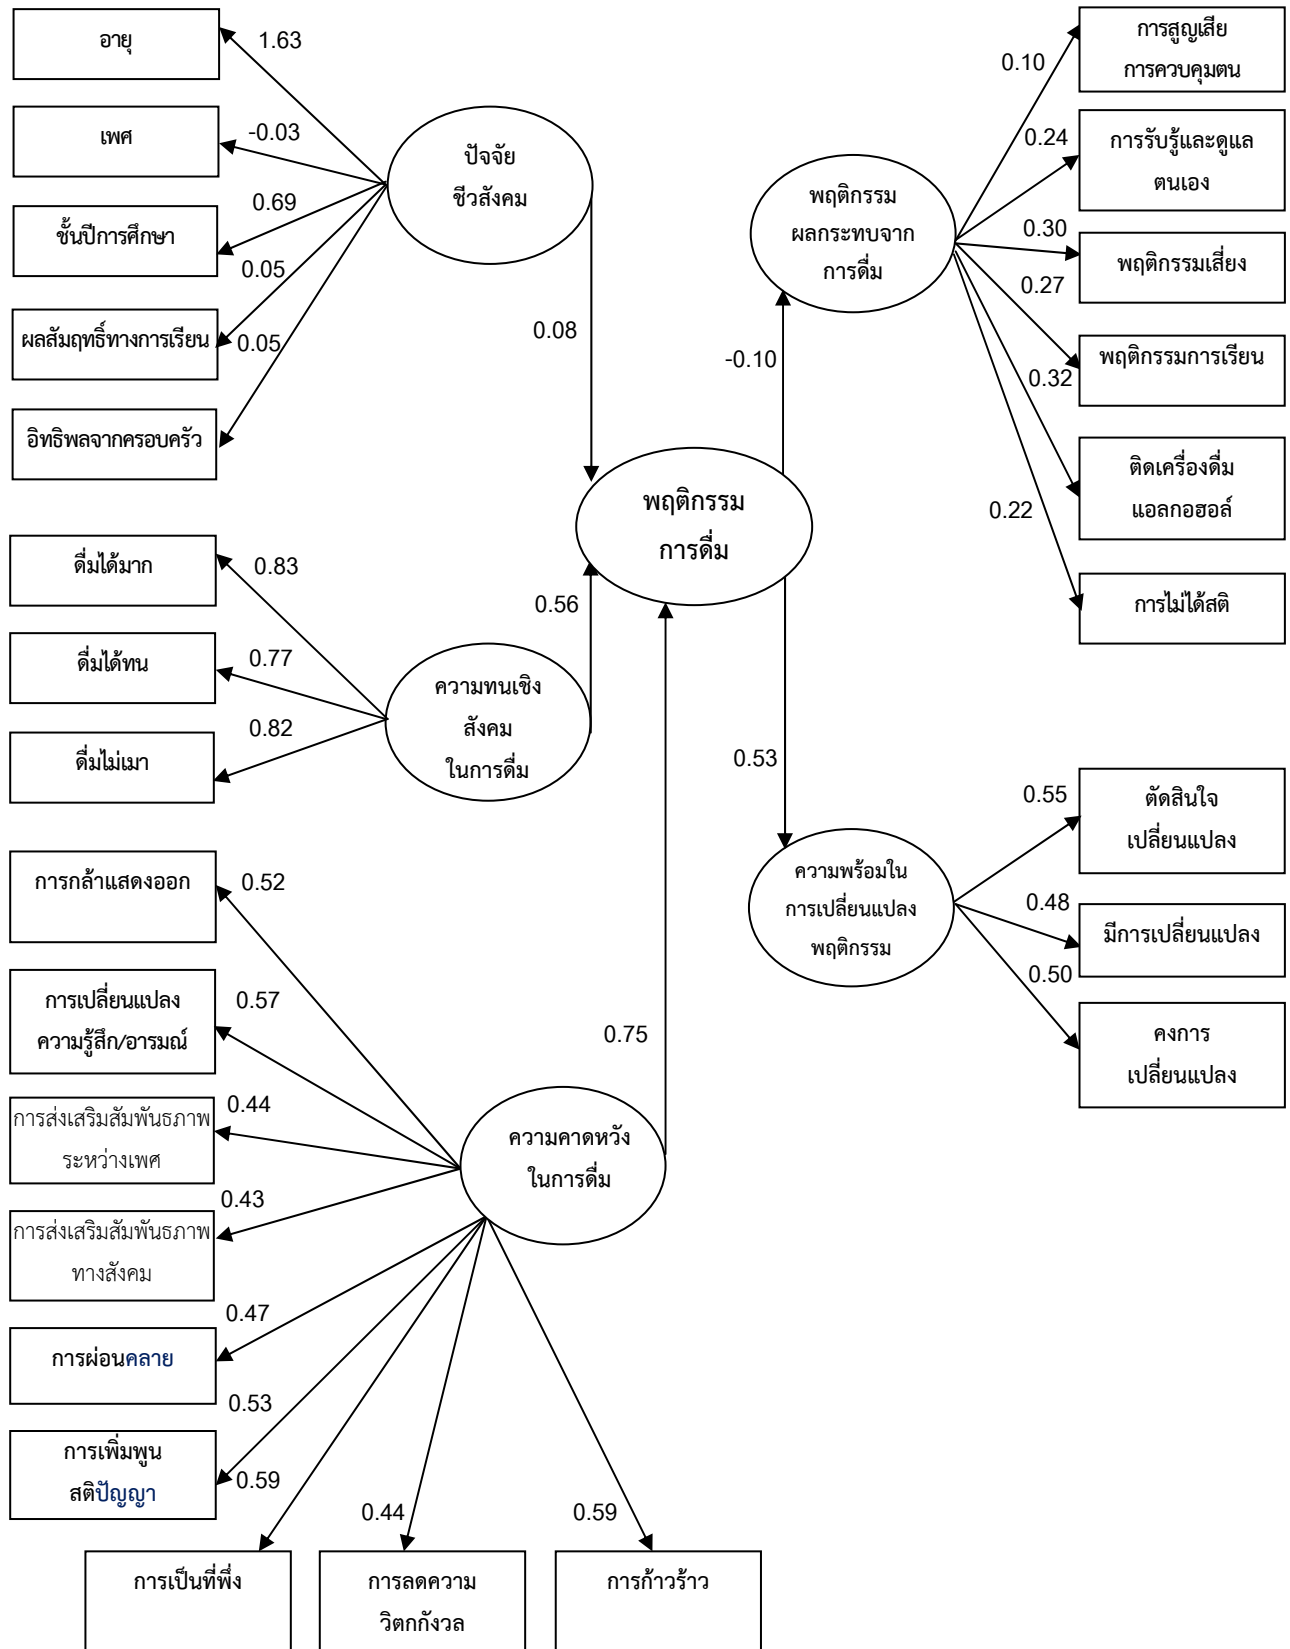 อายุ
1.63
เพศ
-0.03
ชั้นปีการศึกษา
0.69
ผลสัมฤทธิ์ทางการเรียน
0.05
อิทธิพลจากครอบครัว
0.05
ปัจจัย
ชีวสังคม
0.08
ดื่มได้มาก
0.83
ดื่มได้ทน
0.77
ดื่มไม่เมา
0.82
ความทนเชิง
สังคม
ในการดื่ม
0.56
การกล้าแสดงออก
0.52
การเปลี่ยนแปลง
ความรู้สึก/อารมณ์
0.57
การส่งเสริมสัมพันธภาพ
ระหว่างเพศ
0.44
การส่งเสริมสัมพันธภาพ
ทางสังคม
0.43
การผ่อนคลาย
0.47
การเพิ่มพูน
สติปัญญา
0.53
การเป็นที่พึ่ง
0.59
การลดความ
วิตกกังวล
0.44
การก้าวร้าว
0.59
ความคาดหวัง
ในการดื่ม
0.75
พฤติกรรม
การดื่ม
-0.10
พฤติกรรม
ผลกระทบจาก
การดื่ม
0.10
การสูญเสีย
การควบคุมตน
0.24
การรับรู้และดูแล
ตนเอง
0.30
พฤติกรรมเสี่ยง
0.27
พฤติกรรมการเรียน
0.32
ติดเครื่องดื่ม
แอลกอฮอล์
0.22
การไม่ได้สติ
0.53
ความพร้อมใน
การเปลี่ยนแปลง
พฤติกรรม
0.55
ตัดสินใจ
เปลี่ยนแปลง
0.48
มีการเปลี่ยนแปลง
0.50
คงการ
เปลี่ยนแปลง